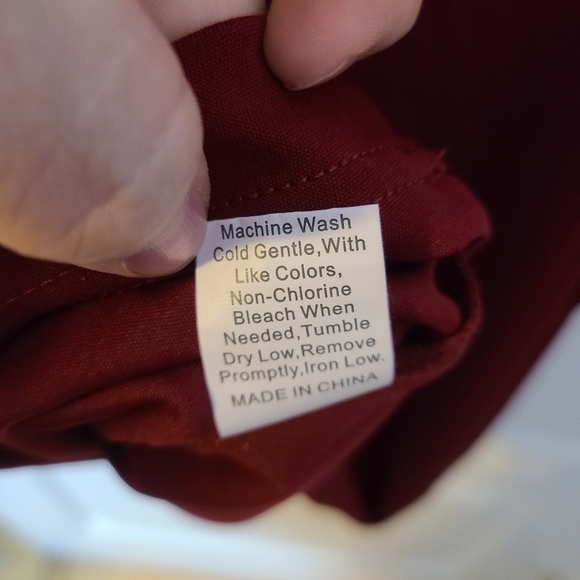 Machine Wash
Cold Gentle,With
Like Colors,
Non-Chlorine
Bleach When
Needed,Tumble
Dry Low,Remove
Promptly,Iron Low.
MADE IN CHINA